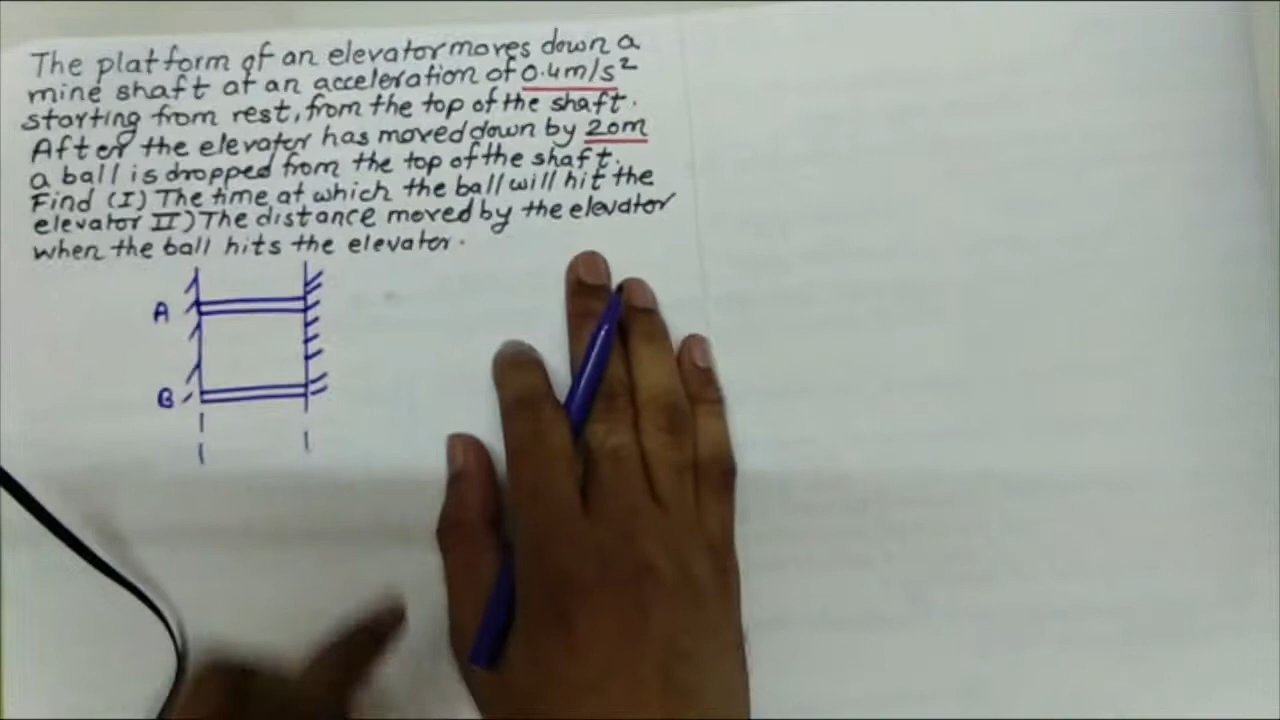 The platform of an elevator moves down a
mine shaft at an acceleration of 0.4m/s²
starting from rest, from the top of the shaft.
After the elevator has moved down by 20m
a ball is dropped from the top of the shaft.
Find (I) The time at which the ball will hit the
elevator II) The distance moved by the elevator
when the ball hits the elevator.
A
B